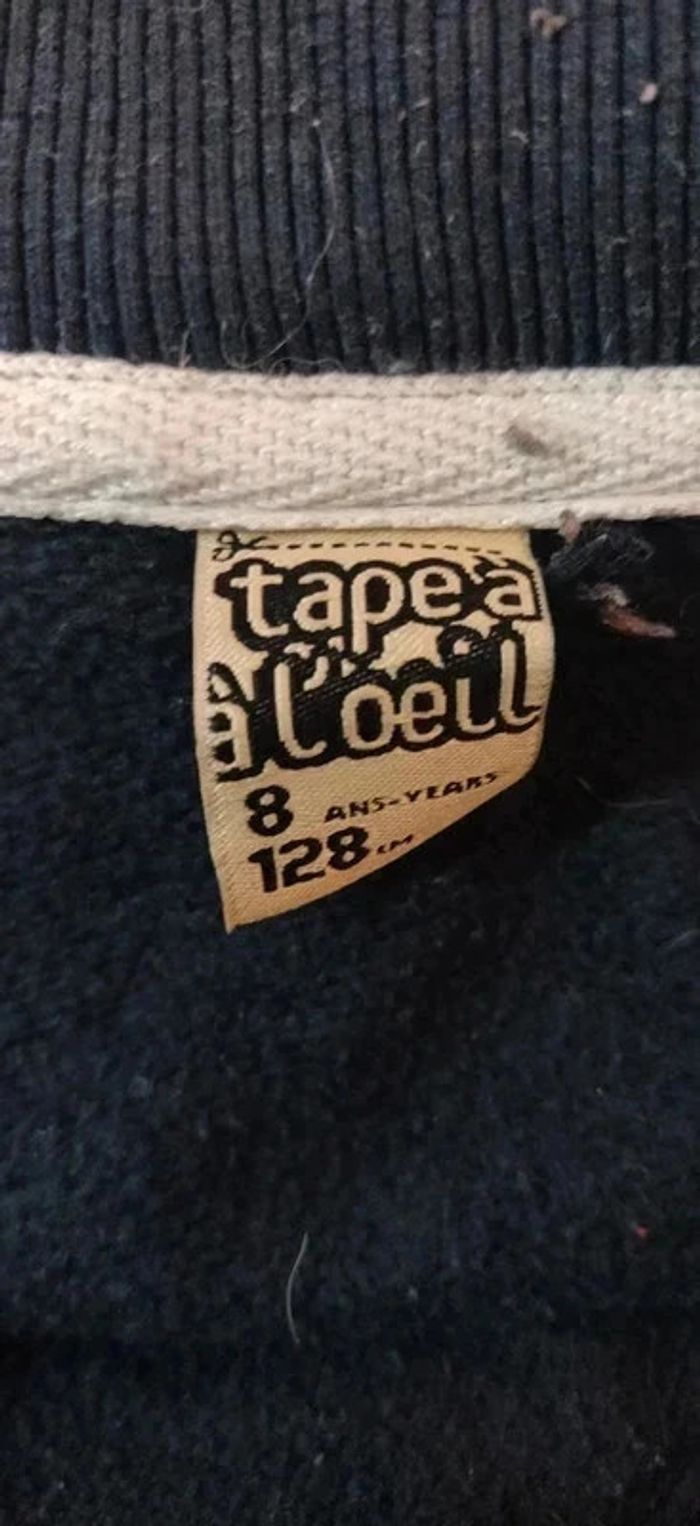 tape à
à l'oeil
8 ANS-YEARS
128 CM